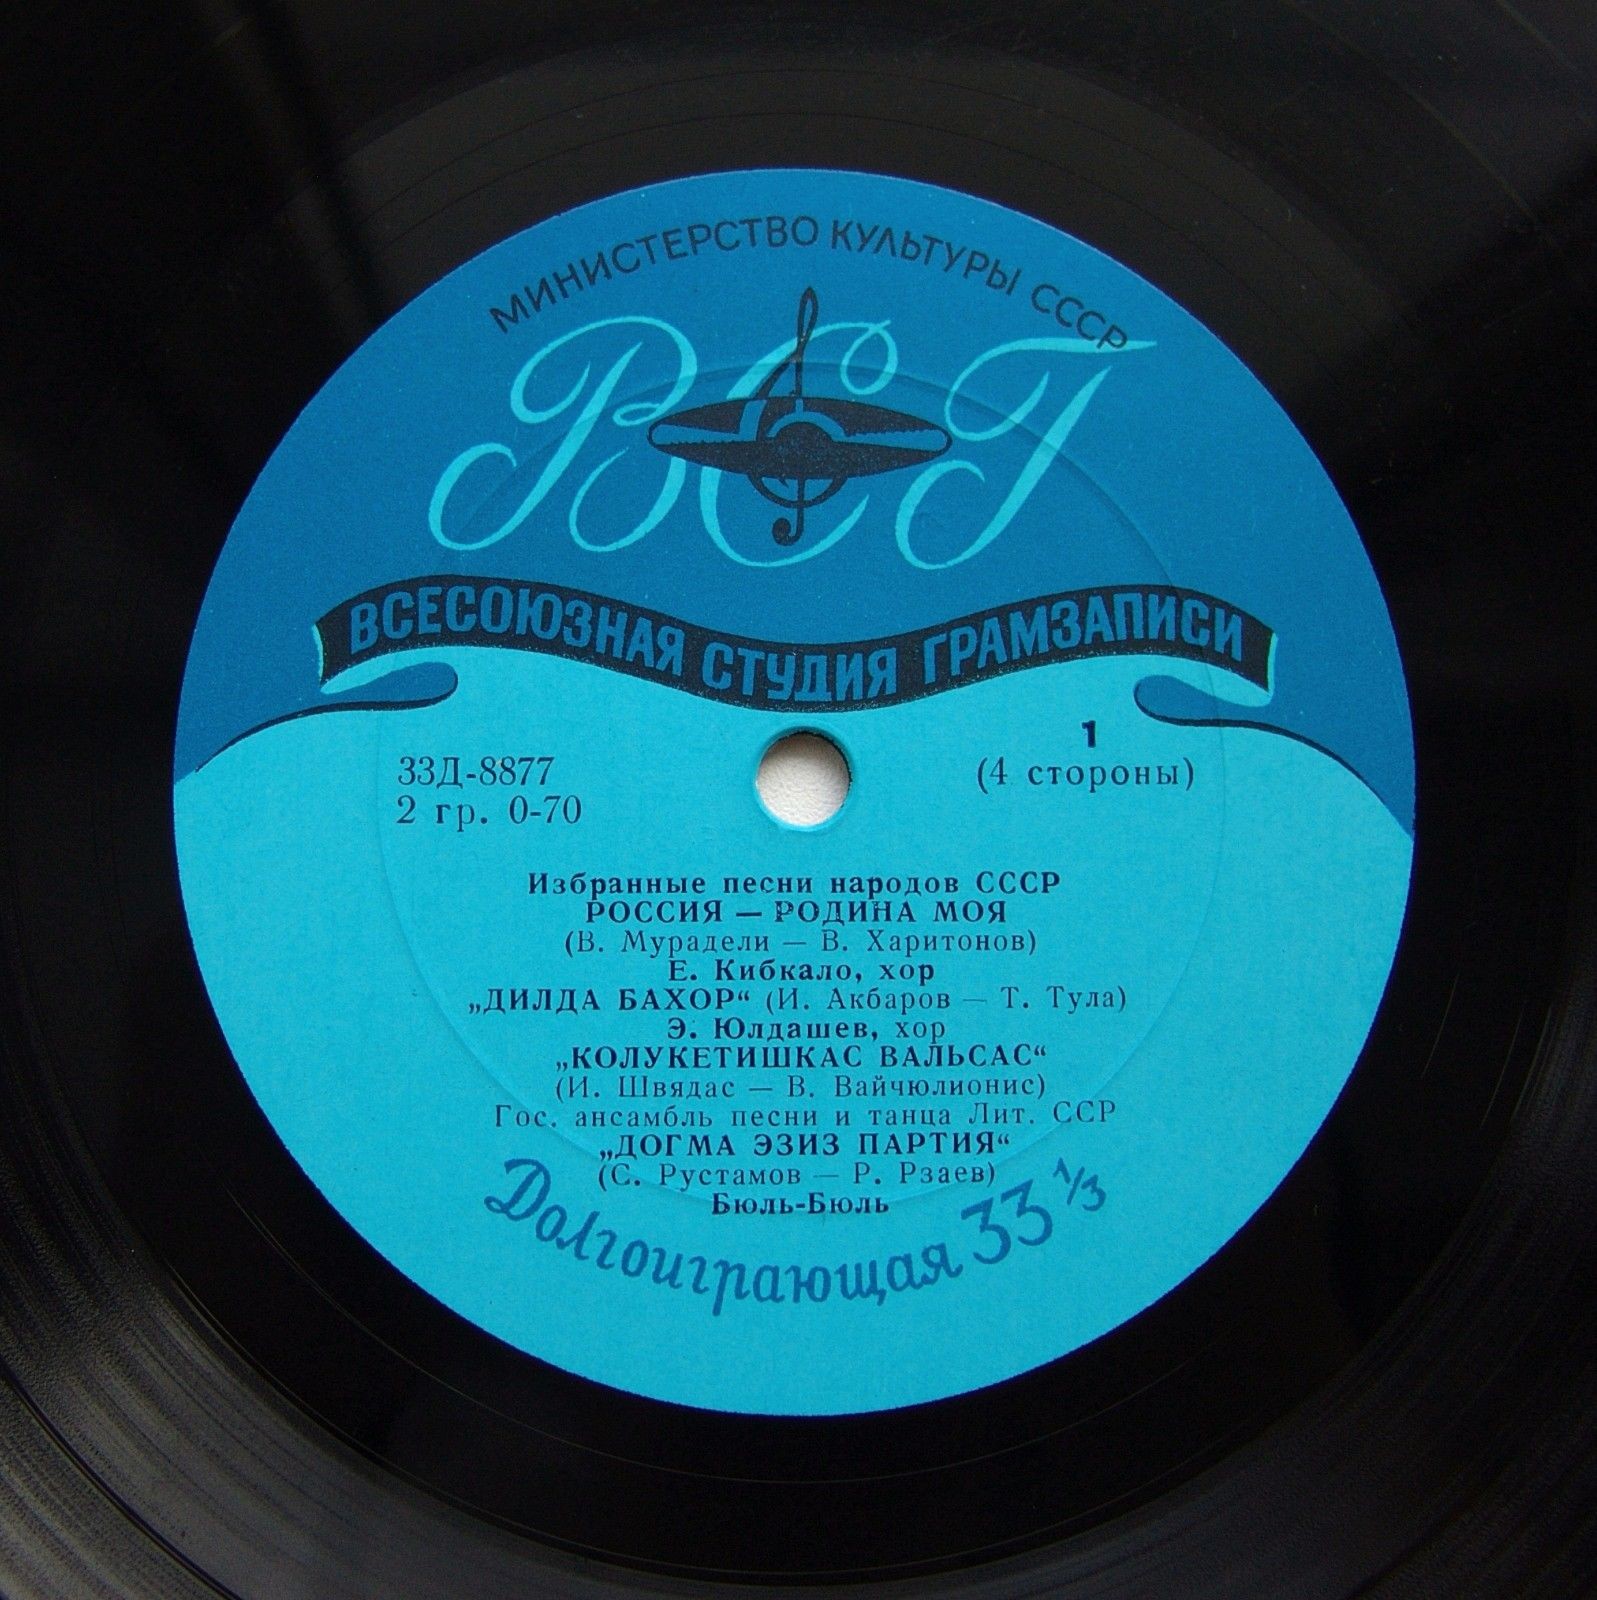 МИНИСТЕРСТВО КУЛЬТУРЫ СССР
ВСГ
ВСЕСОЮЗНАЯ СТУДИЯ ГРАМЗАПИСИ
33Д-8877
2 гр. 0-70
1
(4 стороны)
Избранные песни народов СССР
РОССИЯ — РОДИНА МОЯ
(В. Мурадели — В. Харитонов)
Е. Кибкало, хор
„ДИЛДА БАХОР“ (И. Акбаров — Т. Тула)
Э. Юлдашев, хор
„КОЛУКЕТИШКАС ВАЛЬСАС“
(И. Швядас — В. Вайчюлионис)
Гос. ансамбль песни и танца Лит. ССР
„ДОГМА ЭЗИЗ ПАРТИЯ“
(С. Рустамов — Р. Рзаев)
Бюль-Бюль
Долгоиграющая 33 1/3